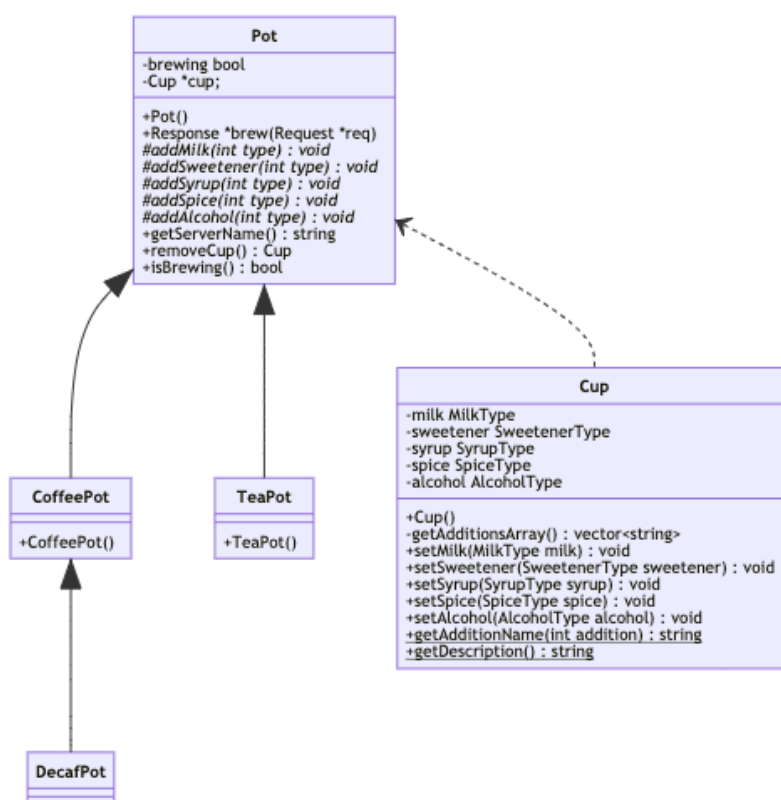 Pot
-brewing bool
-Cup *cup;
+Pot()
+Response *brew(Request *req)
#addMilk(int type) : void
#addSweetener(int type) : void
#addSyrup(int type) : void
#addSpice(int type) : void
#addAlcohol(int type) : void
+getServerName() : string
+removeCup() : Cup
+isBrewing() : bool
Cup
-milk MilkType
-sweetener SweetenerType
-syrup SyrupType
-spice SpiceType
-alcohol AlcoholType
+Cup()
-getAdditionsArray() : vector<string>
+setMilk(MilkType milk) : void
+setSweetener(SweetenerType sweetener) : void
+setSyrup(SyrupType syrup) : void
+setSpice(SpiceType spice) : void
+setAlcohol(AlcoholType alcohol) : void
+getAdditionName(int addition) : string
+getDescription() : string
CoffeePot
+CoffeePot()
TeaPot
+TeaPot()
DecafPot